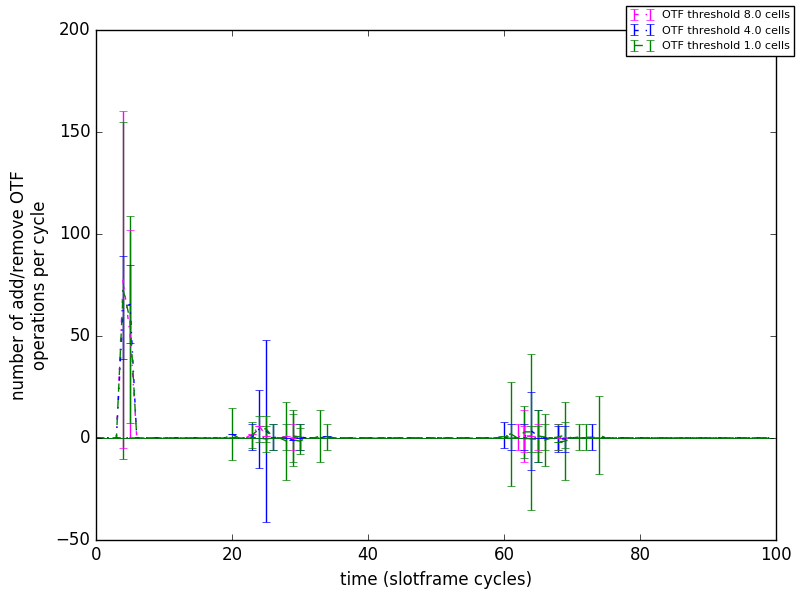 OTF threshold 8.0 cells
OTF threshold 4.0 cells
OTF threshold 1.0 cells
200
150
100
50
0
−50
number of add/remove OTF
operations per cycle
0 20 40 60 80 100
time (slotframe cycles)